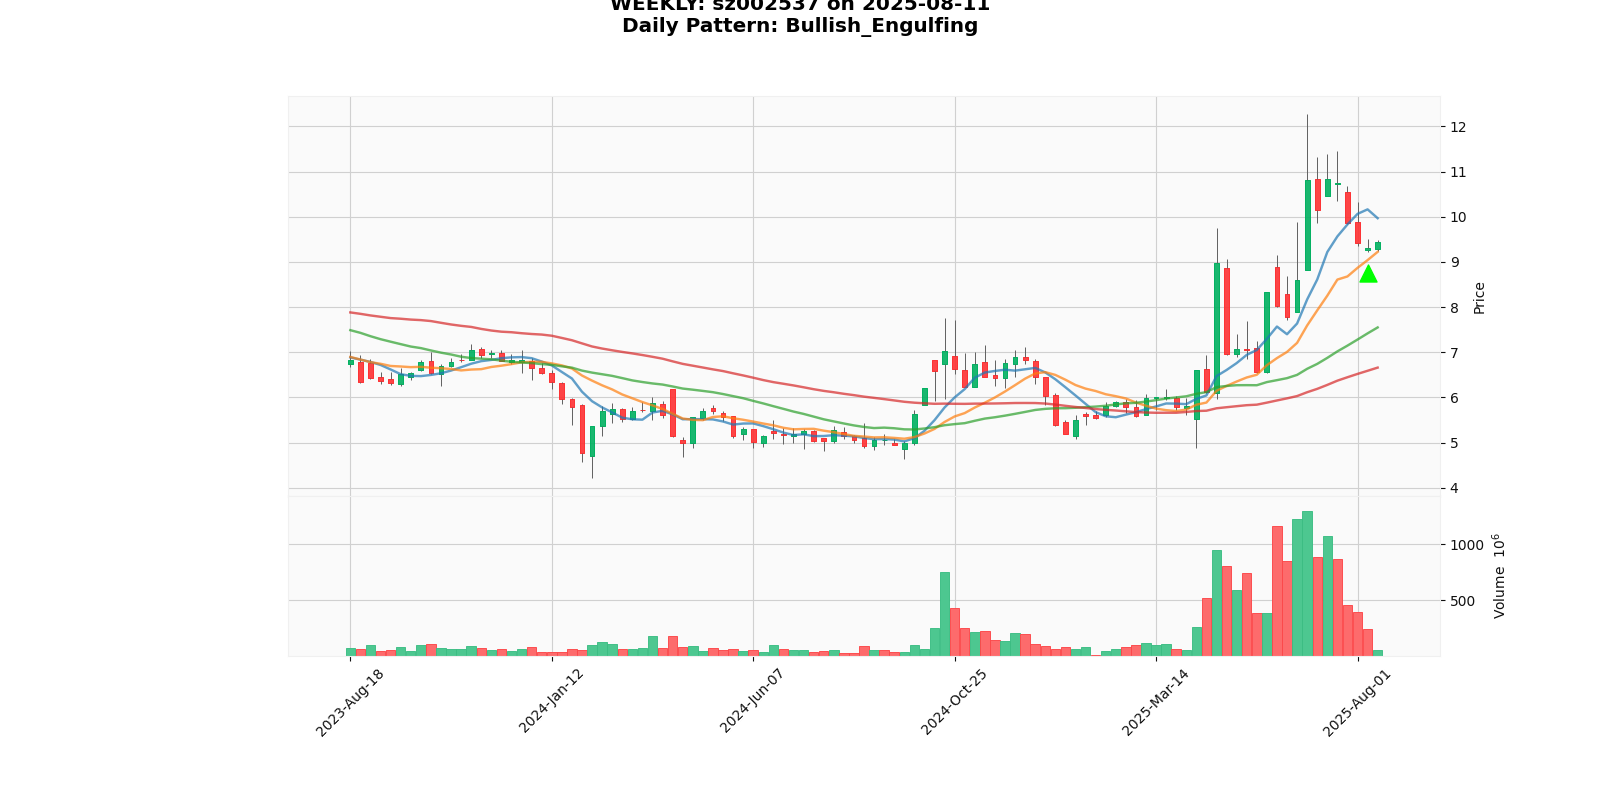 WEEKLY: sz002537 on 2025-08-11
Daily Pattern: Bullish_Engulfing
12
11
10
9
8
7
6
5
4
Price
1000
500
Volume 10^6
2023-Aug-18
2024-Jan-12
2024-Jun-07
2024-Oct-25
2025-Mar-14
2025-Aug-01